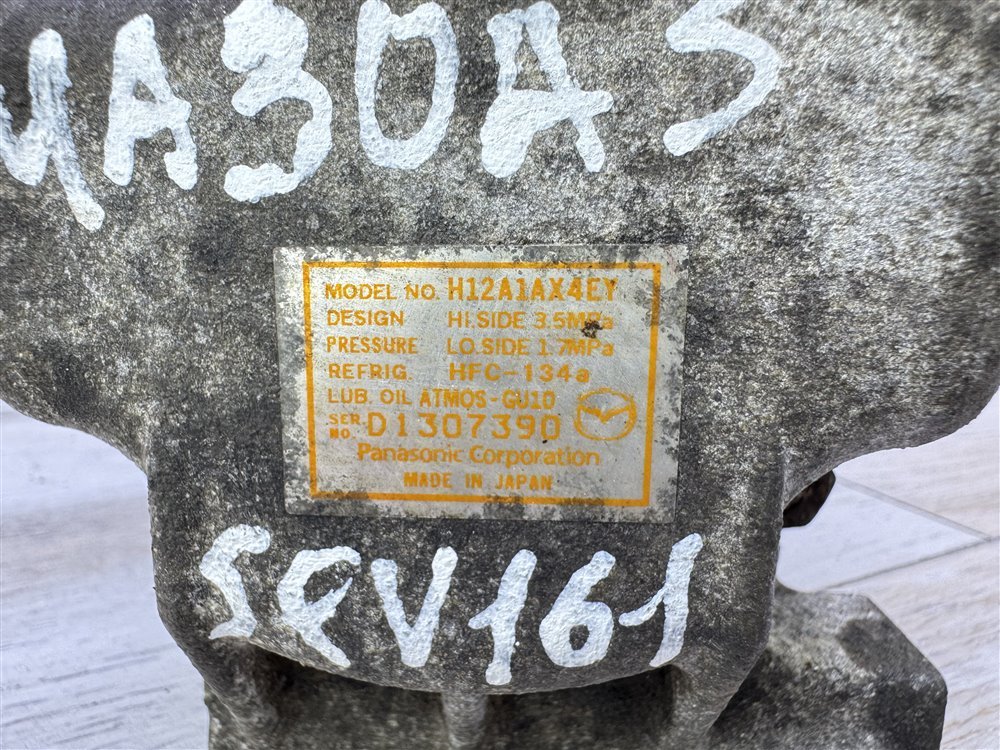 MA30A5
MODEL NO. H12A1AX4EY
DESIGN HI.SIDE 3.5MPa
PRESSURE LO.SIDE 1.7MPa
REFRIG. HFC-134a
LUB. OIL ATMOS-GU10
SER. NO. D1307390
Panasonic Corporation
MADE IN JAPAN